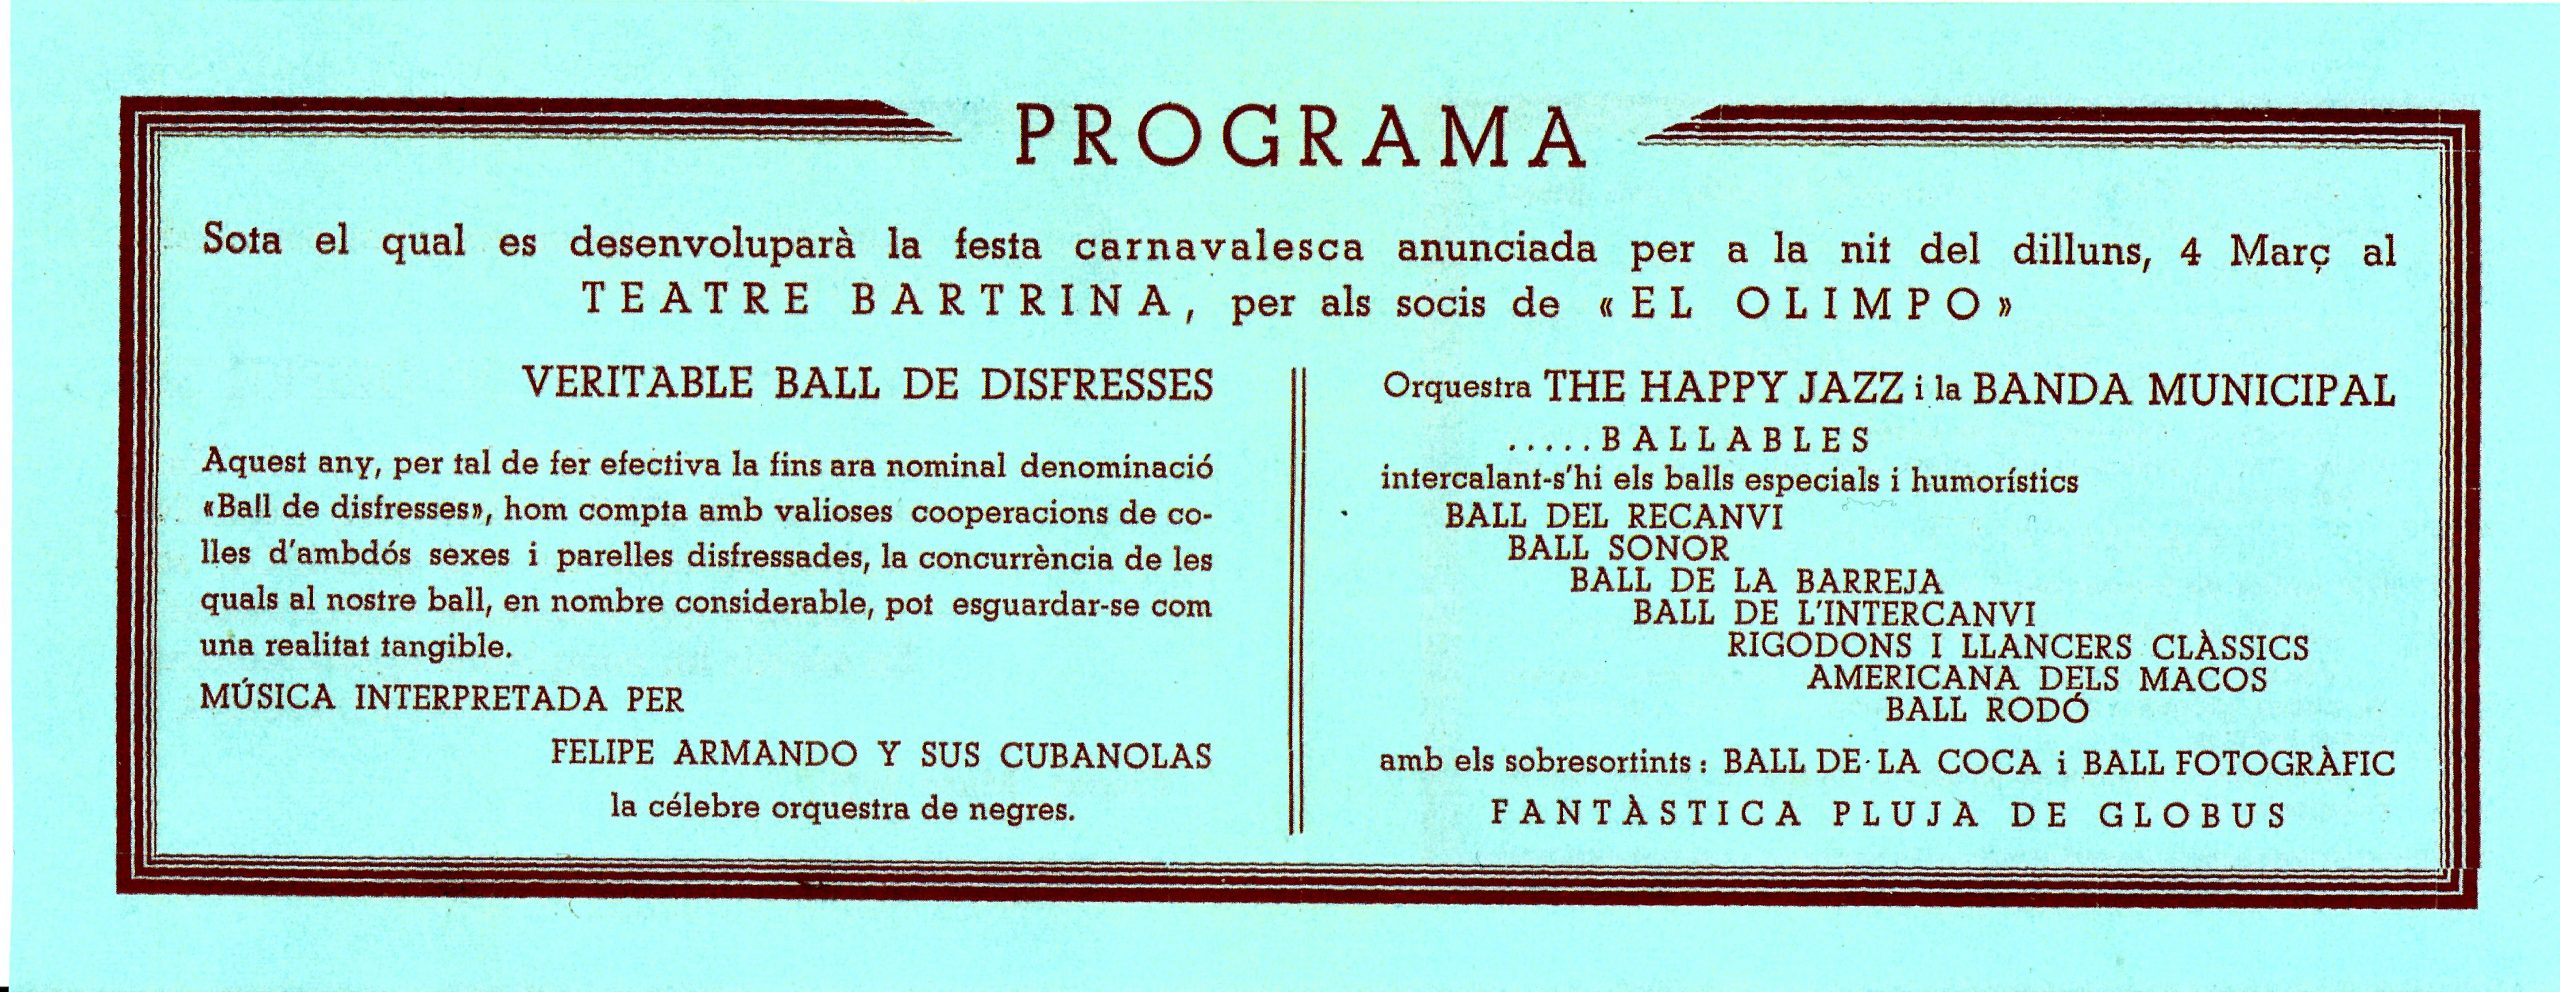 PROGRAMA
Sota el qual es desenvoluparà la festa carnavalesca anunciada per a la nit del dilluns, 4 Març al
TEATRE BARTRINA, per als socis de «EL OLIMPO»
VERITABLE BALL DE DISFRESSES
Aquest any, per tal de fer efectiva la fins ara nominal denominació
«Ball de disfresses», hom compta amb valioses cooperacions de co-
lles d'ambdós sexes i parelles disfressades, la concurrència de les
quals al nostre ball, en nombre considerable, pot esguardar-se com
una realitat tangible.
MÚSICA INTERPRETADA PER
FELIPE ARMANDO Y SUS CUBANOLAS
la célebre orquestra de negres.
Orquestra THE HAPPY JAZZ i la BANDA MUNICIPAL
.....BALLABLES
intercalant-s'hi els balls especials i humorístics
BALL DEL RECANVI
BALL SONOR
BALL DE LA BARREJA
BALL DE L'INTERCANVI
RIGODONS I LLANCERS CLÀSSICS
AMERICANA DELS MACOS
BALL RODÓ
amb els sobresortints: BALL DE LA COCA i BALL FOTOGRÀFIC
FANTÀSTICA PLUJA DE GLOBUS